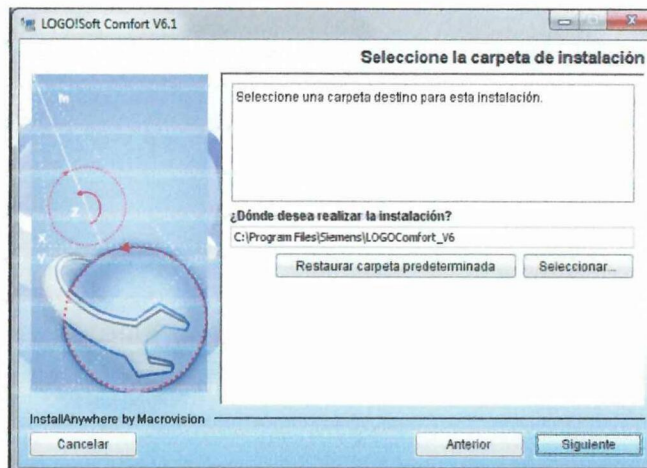 LOGO!Soft Comfort V6.1
Seleccione la carpeta de instalación
Seleccione una carpeta destino para esta instalación.
¿Dónde desea realizar la instalación?
C:\Program Files\Siemens\LOGOComfort_V6
Restaurar carpeta predeterminada
Seleccionar...
InstallAnywhere by Macrovision
Cancelar
Anterior
Siguiente